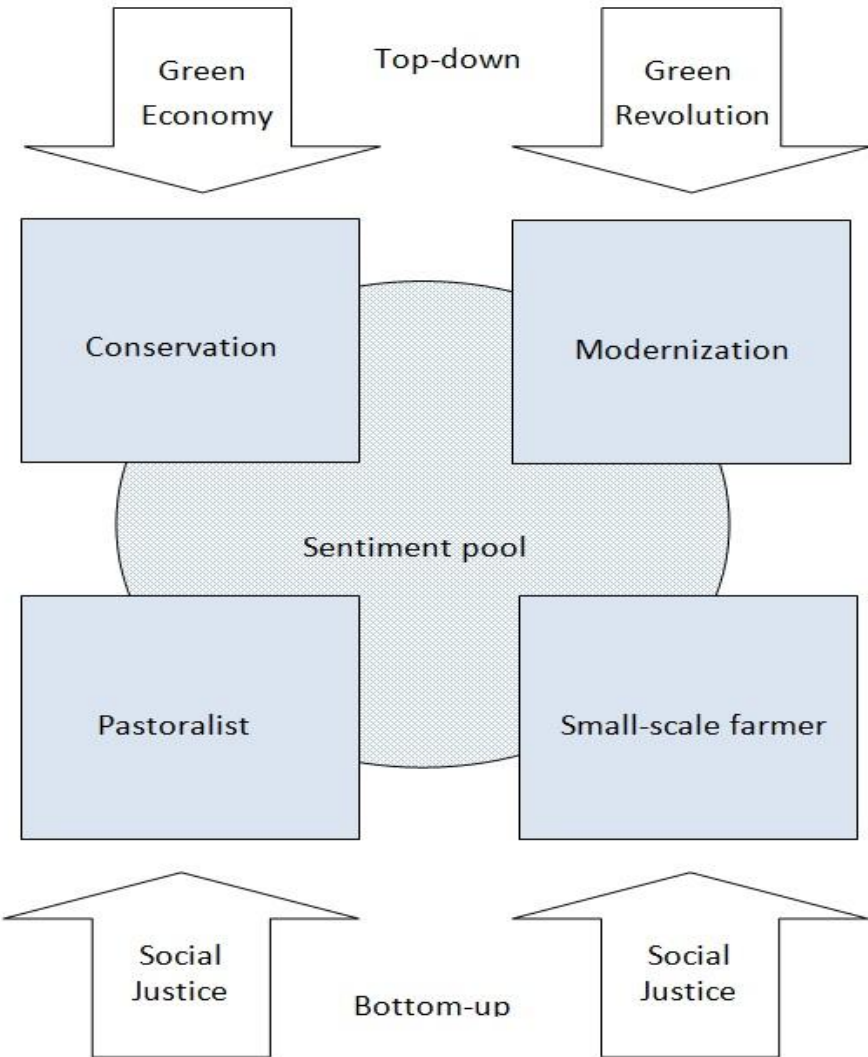 Green
Economy
Top-down
Green
Revolution
Conservation
Modernization
Sentiment pool
Pastoralist
Small-scale farmer
Social
Justice
Bottom-up
Social
Justice